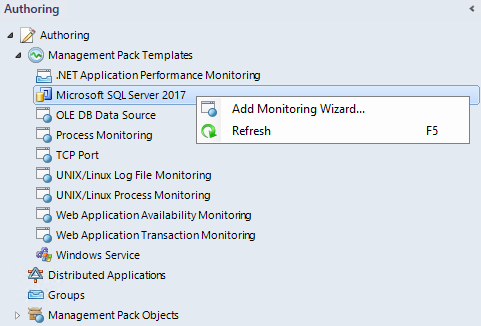 Authoring
Authoring
Management Pack Templates
.NET Application Performance Monitoring
Microsoft SQL Server 2017
Add Monitoring Wizard...
OLE DB Data Source
Refresh F5
Process Monitoring
TCP Port
UNIX/Linux Log File Monitoring
UNIX/Linux Process Monitoring
Web Application Availability Monitoring
Web Application Transaction Monitoring
Windows Service
Distributed Applications
Groups
Management Pack Objects